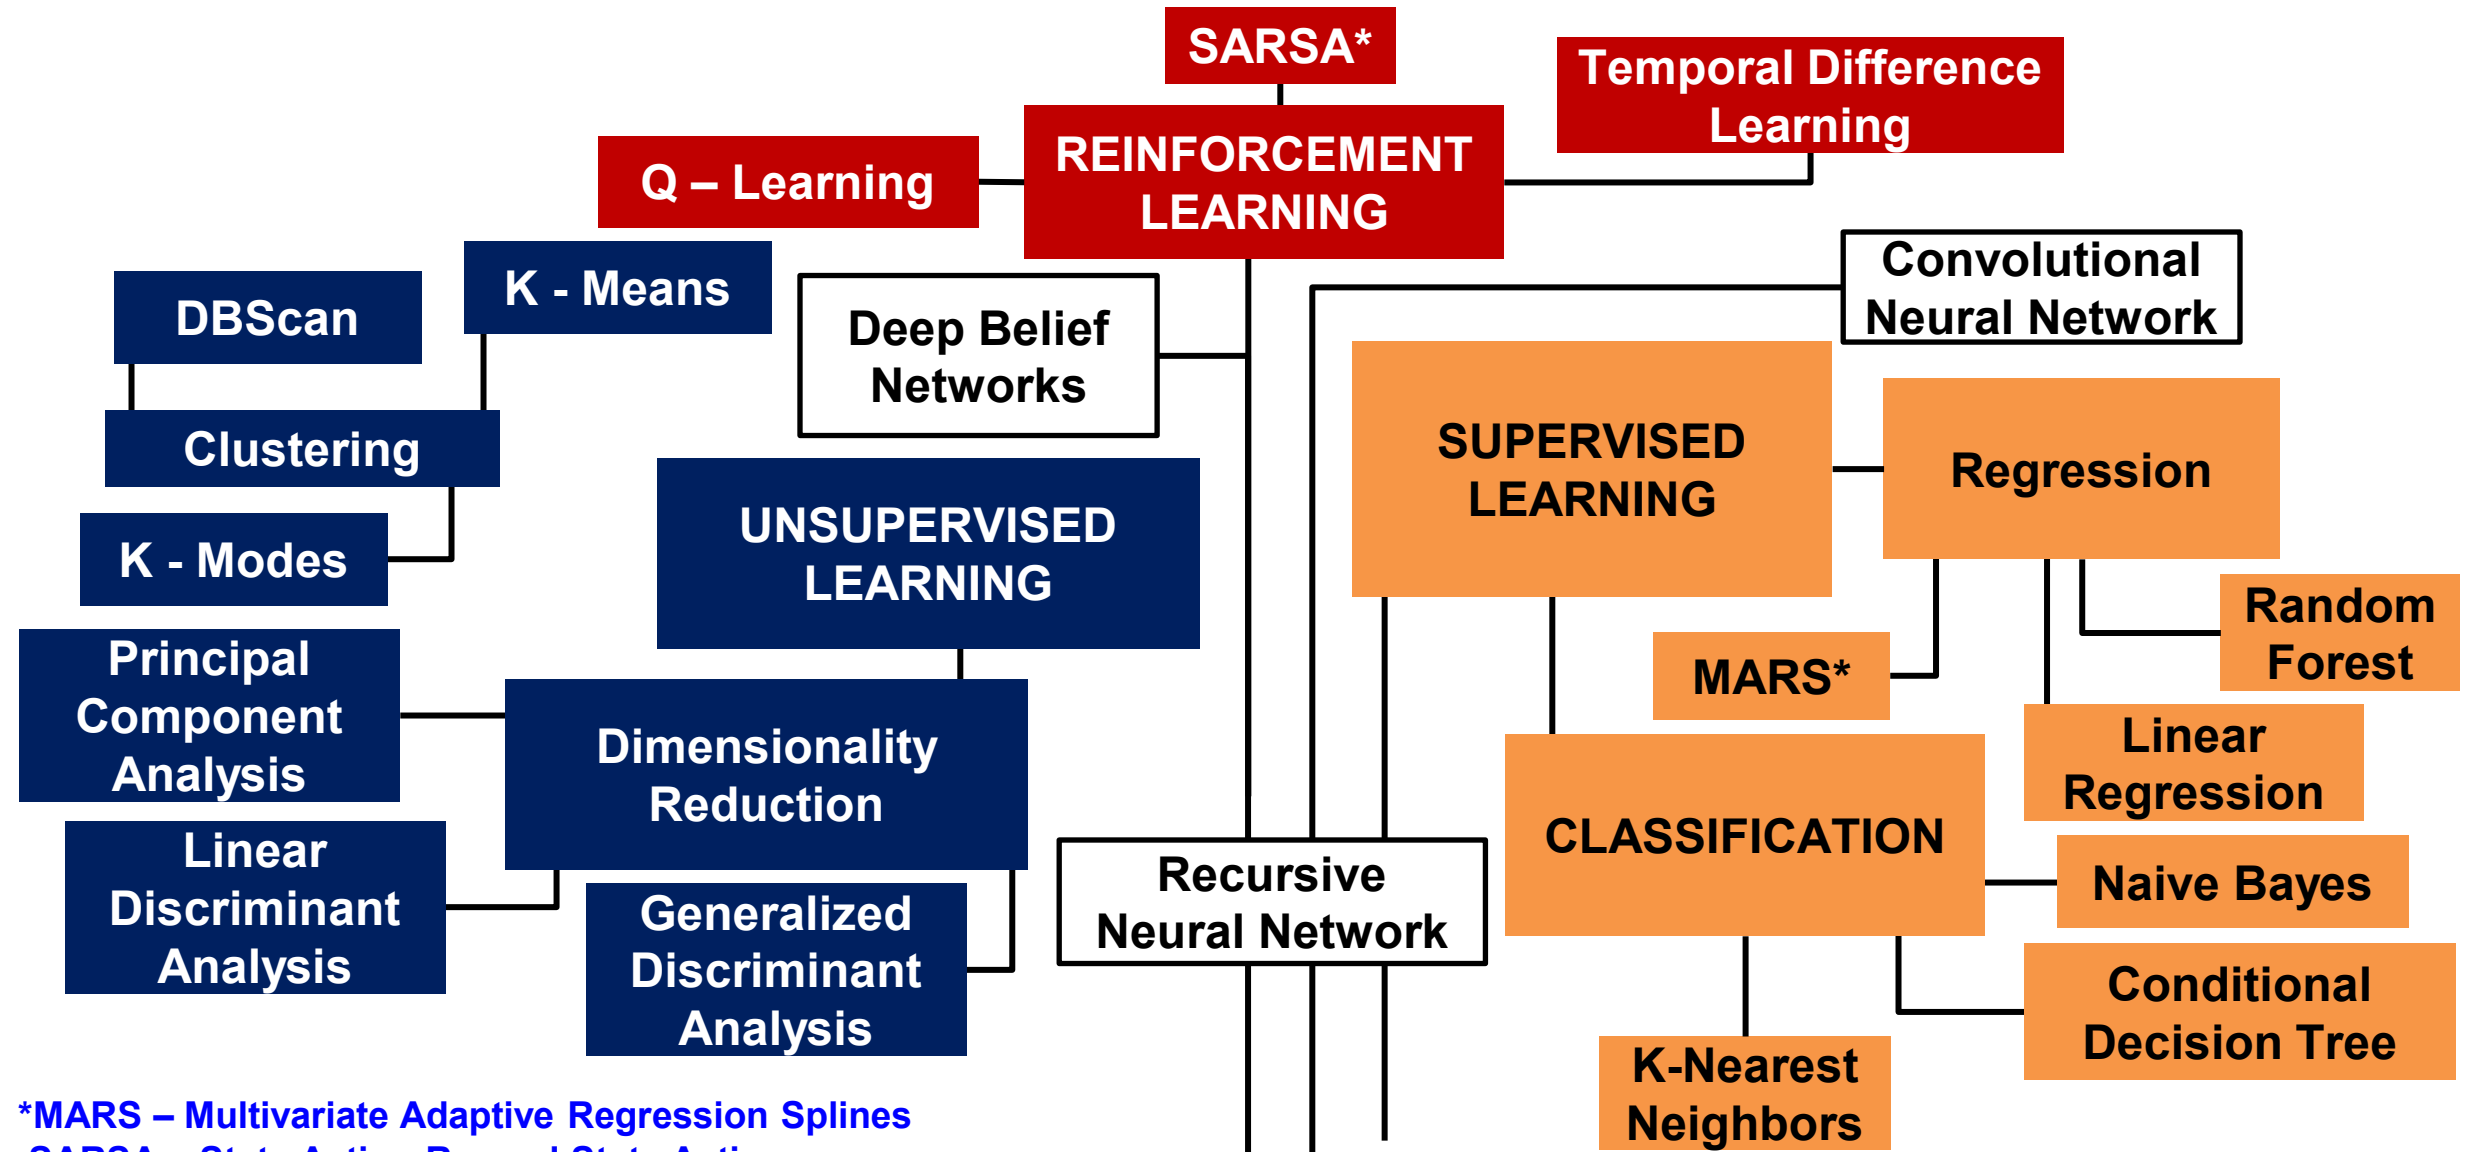 SARSA*
Temporal Difference
Learning
REINFORCEMENT
LEARNING
Q – Learning
K - Means
DBScan
Deep Belief
Networks
Convolutional
Neural Network
Clustering
SUPERVISED
LEARNING
Regression
UNSUPERVISED
LEARNING
K - Modes
Random
Forest
Principal
Component
Analysis
MARS*
Dimensionality
Reduction
Linear
Regression
CLASSIFICATION
Linear
Discriminant
Analysis
Recursive
Neural Network
Naive Bayes
Generalized
Discriminant
Analysis
Conditional
Decision Tree
K-Nearest
Neighbors
*MARS – Multivariate Adaptive Regression Splines